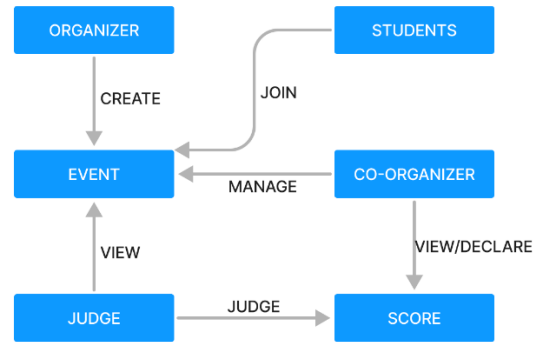 ORGANIZER
STUDENTS
CREATE
JOIN
EVENT
CO-ORGANIZER
MANAGE
VIEW
VIEW/DECLARE
JUDGE
JUDGE
SCORE